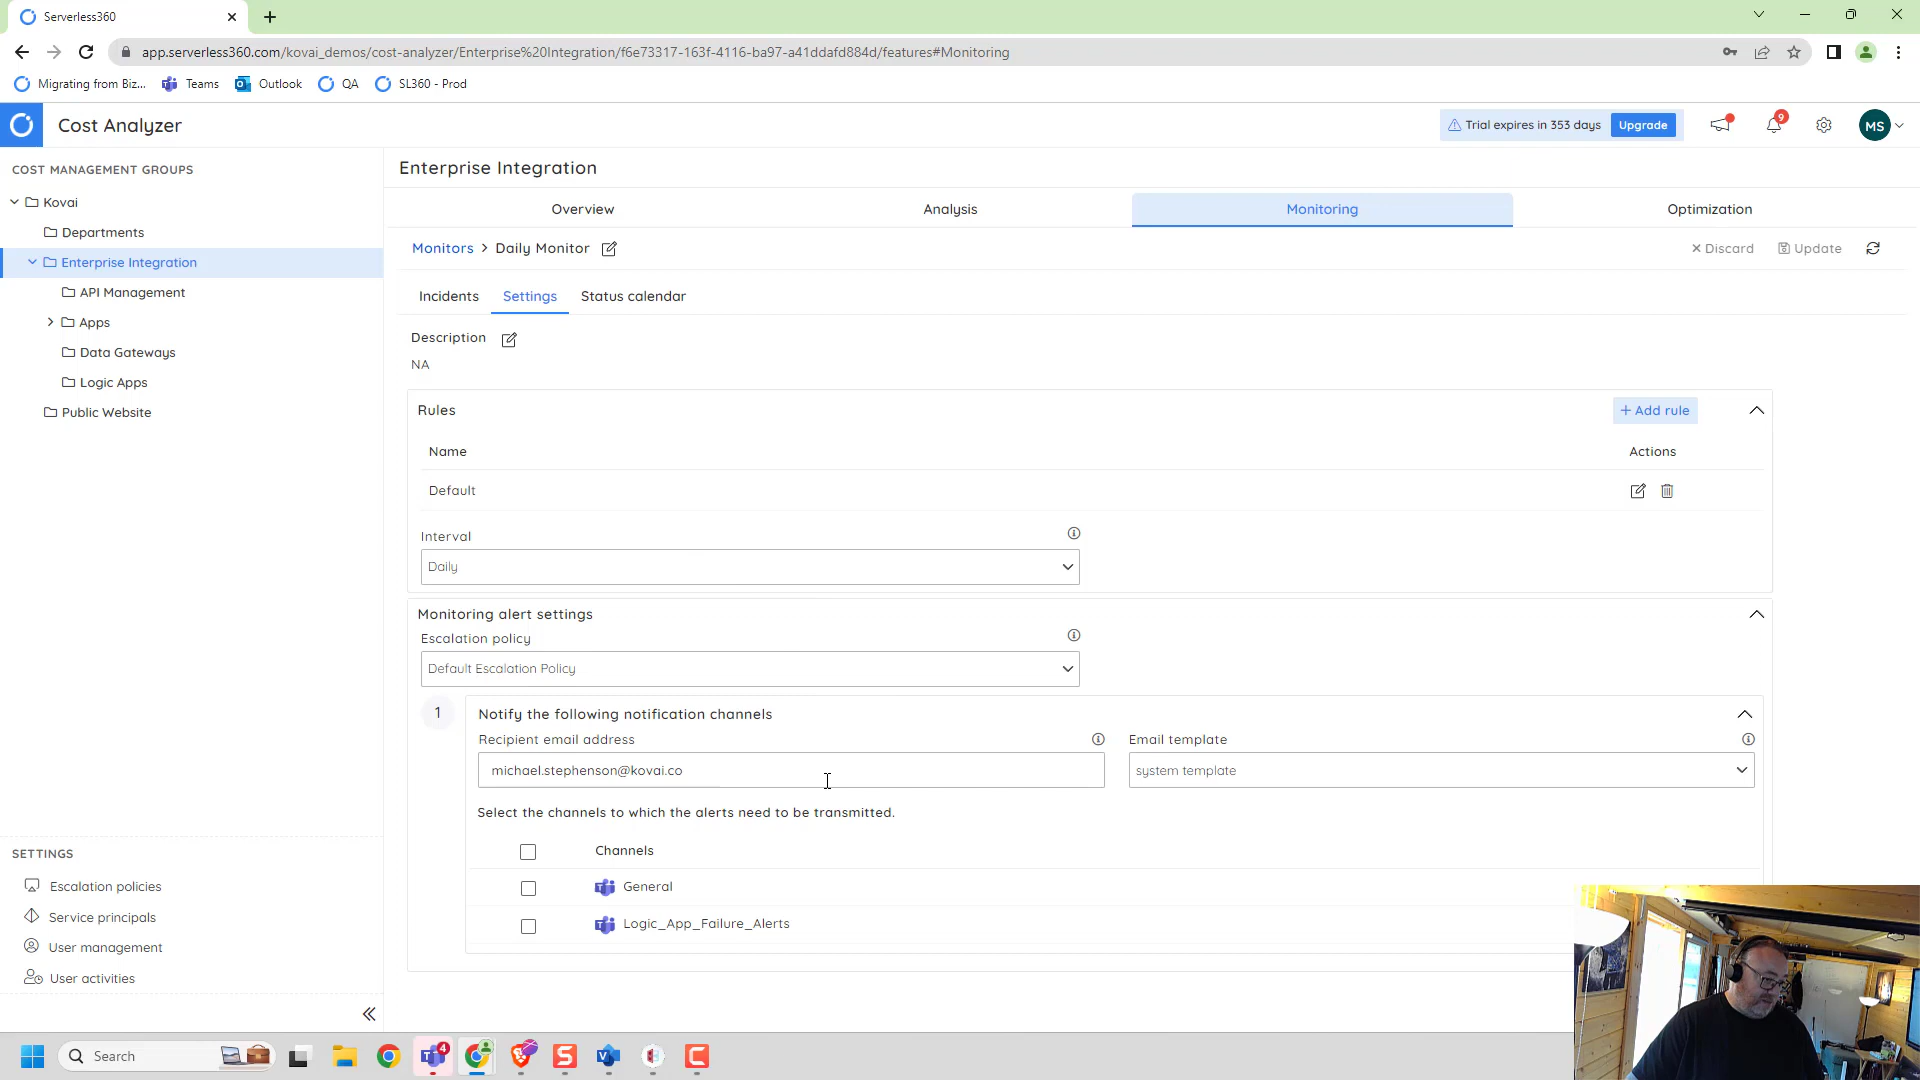 Serverless360
app.serverless360.com/kovai_demos/cost-analyzer/Enterprise%20Integration/f6e73317-163f-4116-ba97-a41ddafd884d/features#Monitoring
Migrating from Biz... Teams Outlook QA SL360 - Prod
Cost Analyzer
Trial expires in 353 days Upgrade 9 MS
COST MANAGEMENT GROUPS
Kovai
Departments
Enterprise Integration
API Management
Apps
Data Gateways
Logic Apps
Public Website
SETTINGS
Escalation policies
Service principals
User management
User activities
Enterprise Integration
Overview Analysis Monitoring Optimization
Monitors > Daily Monitor
Discard Update
Incidents Settings Status calendar
Description
NA
Rules + Add rule
Name Actions
Default
Interval
Daily
Monitoring alert settings
Escalation policy
Default Escalation Policy
1 Notify the following notification channels
Recipient email address Email template
michael.stephenson@kovai.co system template
Select the channels to which the alerts need to be transmitted.
Channels
General
Logic_App_Failure_Alerts
Search 4